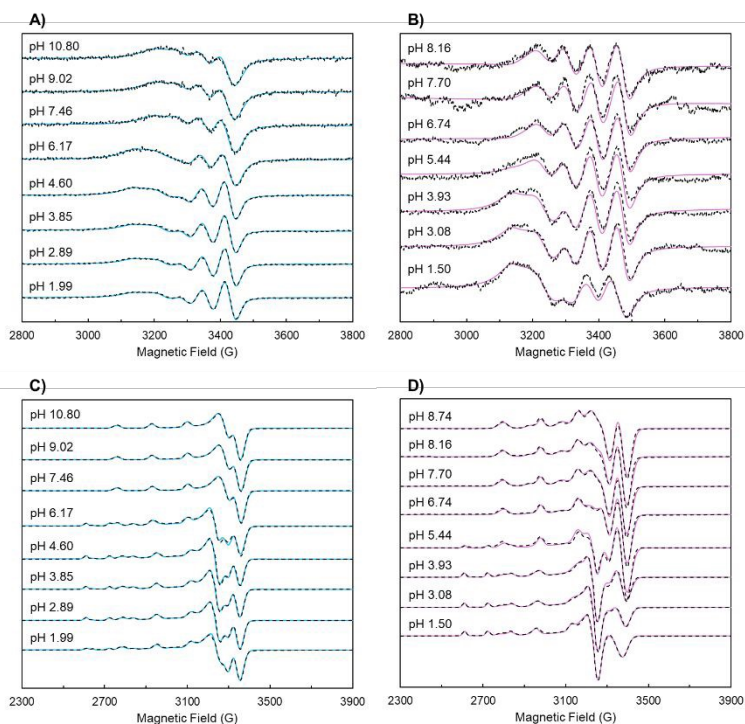 A)
pH 10.80
pH 9.02
pH 7.46
pH 6.17
pH 4.60
pH 3.85
pH 2.89
pH 1.99
2800 3000 3200 3400 3600 3800
Magnetic Field (G)
B)
pH 8.16
pH 7.70
pH 6.74
pH 5.44
pH 3.93
pH 3.08
pH 1.50
2800 3000 3200 3400 3600 3800
Magnetic Field (G)
C)
pH 10.80
pH 9.02
pH 7.46
pH 6.17
pH 4.60
pH 3.85
pH 2.89
pH 1.99
2300 2700 3100 3500 3900
Magnetic Field (G)
D)
pH 8.74
pH 8.16
pH 7.70
pH 6.74
pH 5.44
pH 3.93
pH 3.08
pH 1.50
2300 2700 3100 3500 3900
Magnetic Field (G)